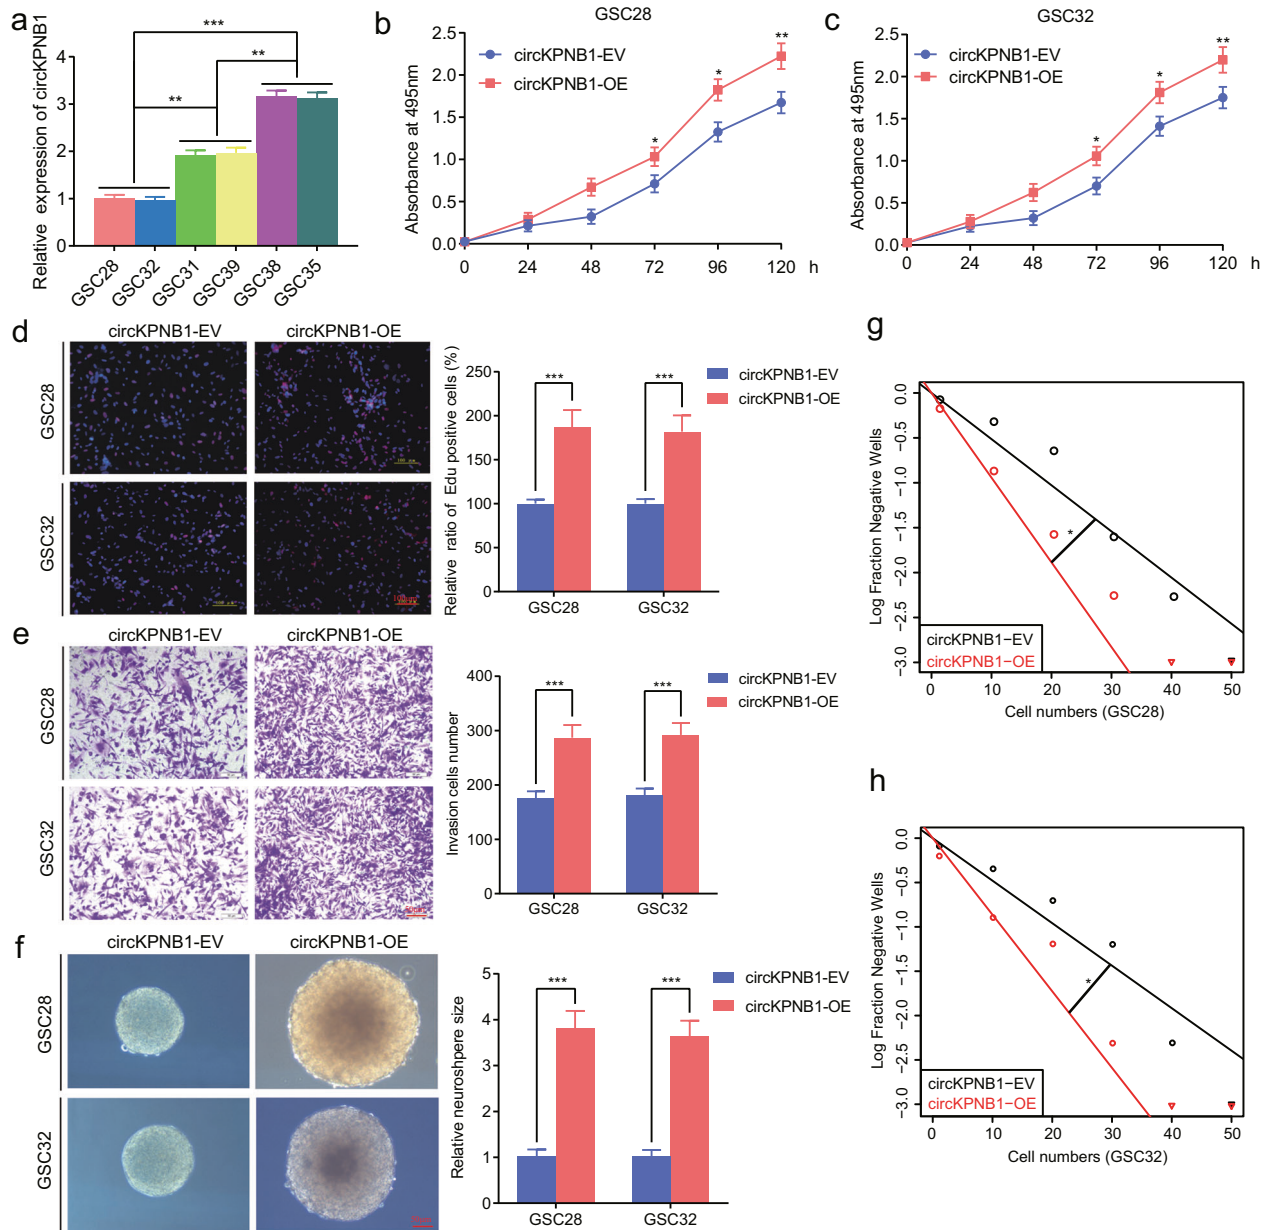 a
Relative expression of circKPNB1
4
3
2
1
0
***
**
**
GSC28
GSC32
GSC31
GSC39
GSC38
GSC35
b
GSC28
Absorbance at 495nm
2.5
2.0
1.5
1.0
0.5
0.0
circKPNB1-EV
circKPNB1-OE
*
*
**
0 24 48 72 96 120 h
c
GSC32
Absorbance at 495nm
2.5
2.0
1.5
1.0
0.5
0.0
circKPNB1-EV
circKPNB1-OE
*
*
**
0 24 48 72 96 120 h
d
circKPNB1-EV circKPNB1-OE
GSC28
GSC32
Relative ratio of Edu positive cells (%)
250
200
150
100
50
0
*** ***
circKPNB1-EV
circKPNB1-OE
GSC28 GSC32
e
circKPNB1-EV circKPNB1-OE
GSC28
GSC32
Invasion cells number
400
300
200
100
0
*** ***
circKPNB1-EV
circKPNB1-OE
GSC28 GSC32
f
circKPNB1-EV circKPNB1-OE
GSC28
GSC32
Relative neuroshpere size
5
4
3
2
1
0
*** ***
circKPNB1-EV
circKPNB1-OE
GSC28 GSC32
g
Log Fraction Negative Wells
0.0
−0.5
−1.0
−1.5
−2.0
−2.5
−3.0
*
circKPNB1−EV
circKPNB1−OE
0 10 20 30 40 50
Cell numbers (GSC28)
h
Log Fraction Negative Wells
0.0
−0.5
−1.0
−1.5
−2.0
−2.5
−3.0
*
circKPNB1−EV
circKPNB1−OE
0 10 20 30 40 50
Cell numbers (GSC32)